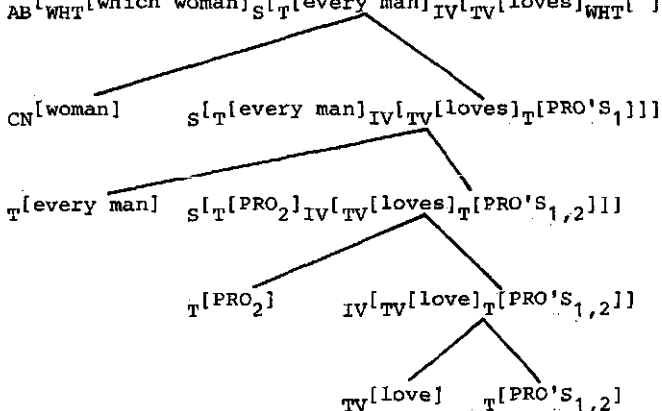 AB[WHT[which woman]S[T[every man]IV[TV[loves]WHT[ ]
CN[woman] S[T[every man]IV[TV[loves]T[PRO'S1]]]
T[every man] S[T[PRO2]IV[TV[loves]T[PRO'S1,2]]]
T[PRO2] IV[TV[love]T[PRO'S1,2]]
TV[love] T[PRO'S1,2]